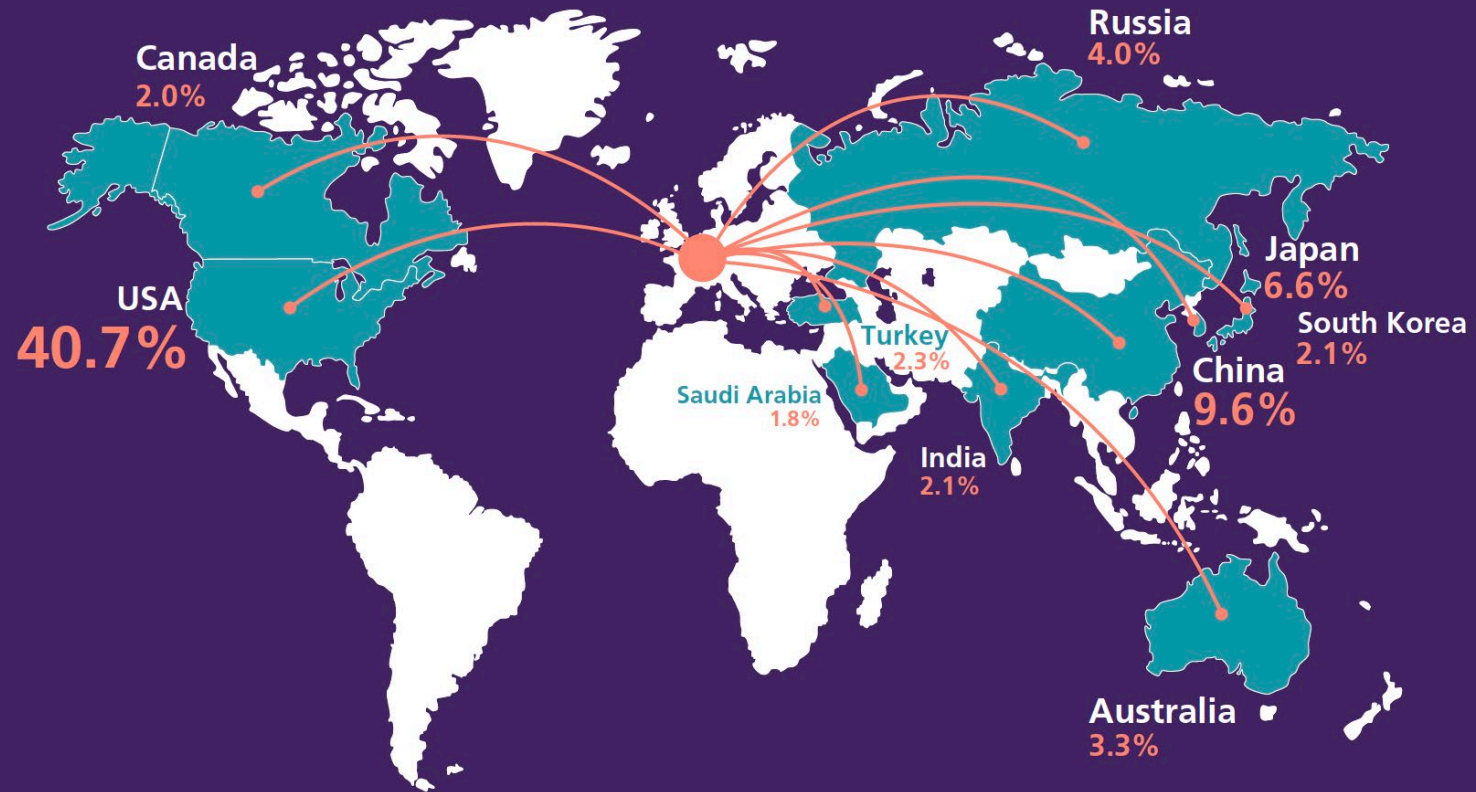 Russia
4.0%
Canada
2.0%
Japan
6.6%
USA
40.7%
South Korea
2.1%
Turkey
2.3%
China
9.6%
Saudi Arabia
1.8%
India
2.1%
Australia
3.3%